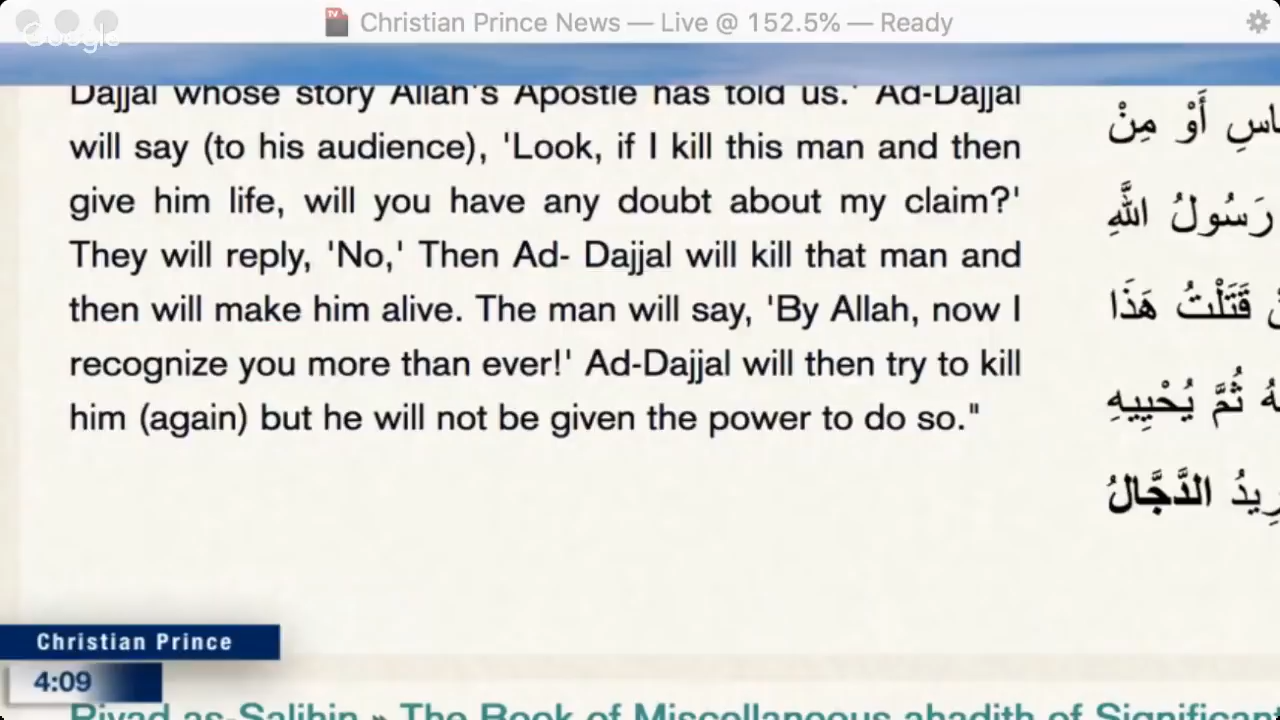 Christian Prince News — Live @ 152.5% — Ready
Google
Dajjal whose story Allah's Apostle has told us.' Ad-Dajjal
will say (to his audience), 'Look, if I kill this man and then
give him life, will you have any doubt about my claim?'
They will reply, 'No,' Then Ad- Dajjal will kill that man and
then will make him alive. The man will say, 'By Allah, now I
recognize you more than ever!' Ad-Dajjal will then try to kill
him (again) but he will not be given the power to do so."
أَوْ مِنْ
رَسُولُ اللَّهِ
قَتَلْتُ هَذَا
ثُمَّ يُحْيِيهِ
الدَّجَّالُ
Christian Prince
4:09
Riyad as-Salihin » The Book of Miscellaneous ahadith of Significant